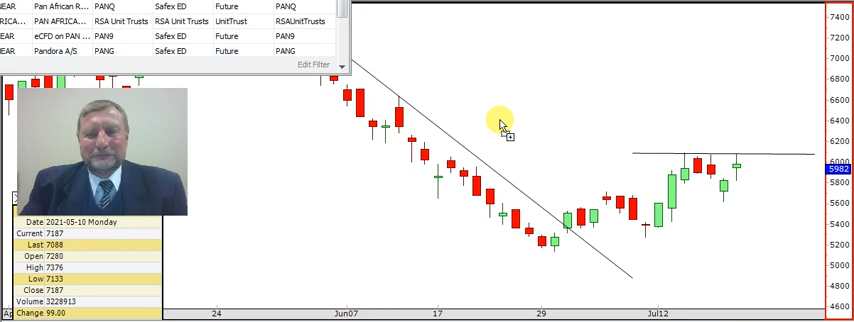 NEAR Pan African R... PANQ Safex ED Future PANQ
RICA... PAN AFRICA... RSA Unit Trusts RSA Unit Trusts UnitTrust RSAUnitTrusts
NEAR eCFD on PAN ... PAN9 Safex ED Future PAN9
NEAR Pandora A/S PANG Safex ED Future PANG
Edit Filter
7400
7200
7000
6800
6600
6400
6200
6000
5982
5800
5600
5400
5200
5000
4800
4600
Date 2021-05-10 Monday
Current 7187
Last 7088
Open 7280
High 7376
Low 7133
Close 7187
Volume 3228913
Change 99.00
24 Jun07 17 29 Jul12